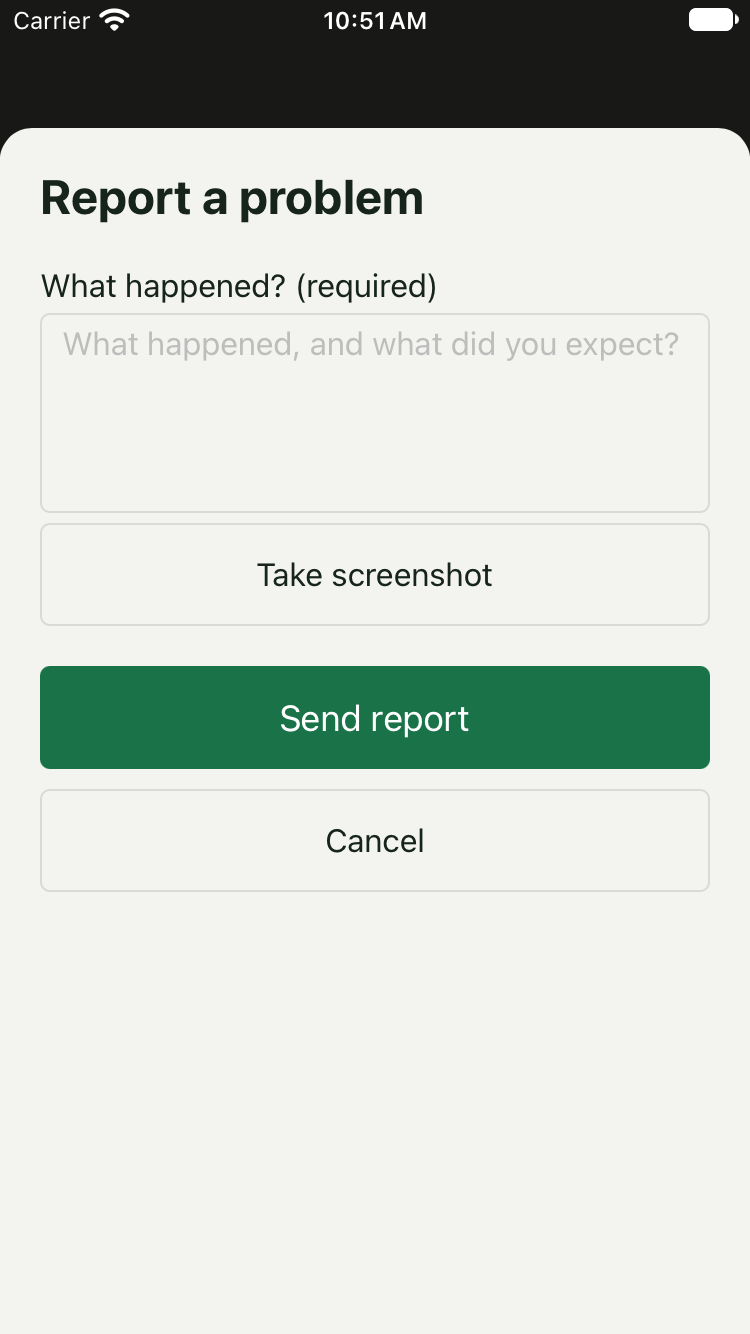 Carrier 10:51 AM
Report a problem
What happened? (required)
What happened, and what did you expect?
Take screenshot
Send report
Cancel